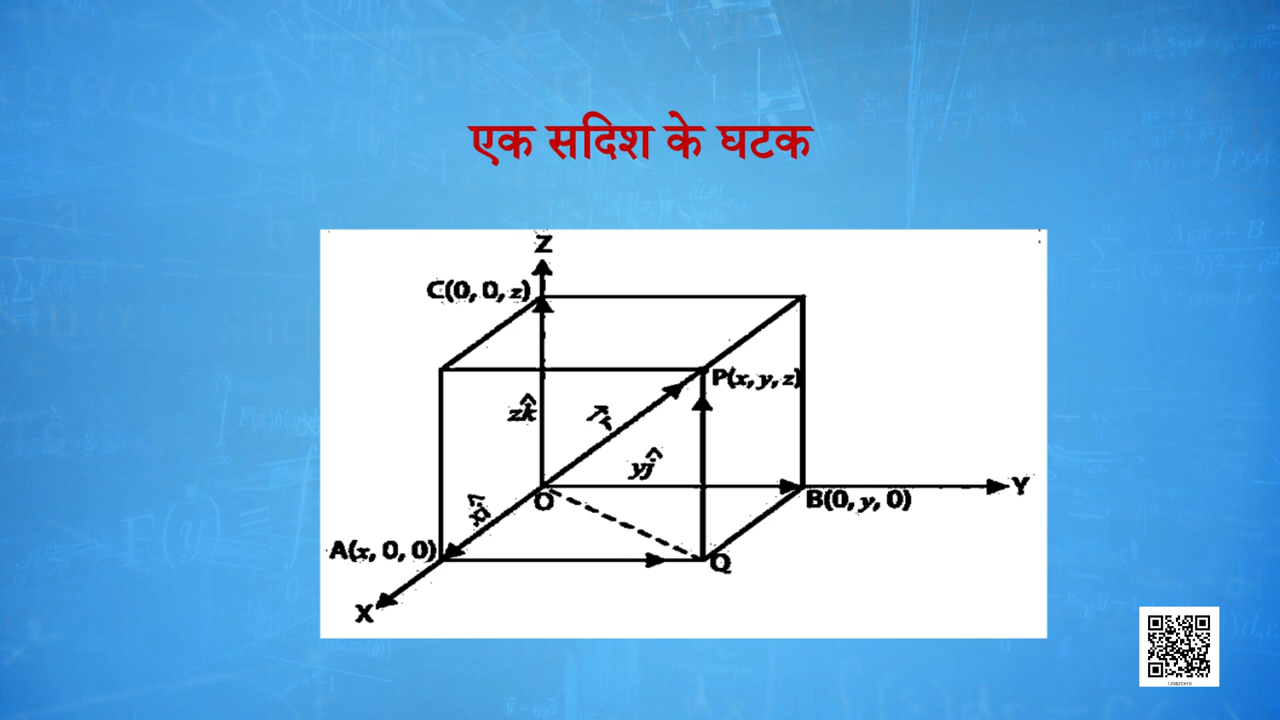 एक सदिश के घटक
Z
C(0, 0, z)
P(x, y, z)
zk̂
r⃗
yĵ
O
Y
B(0, y, 0)
xî
A(x, 0, 0)
Q
X